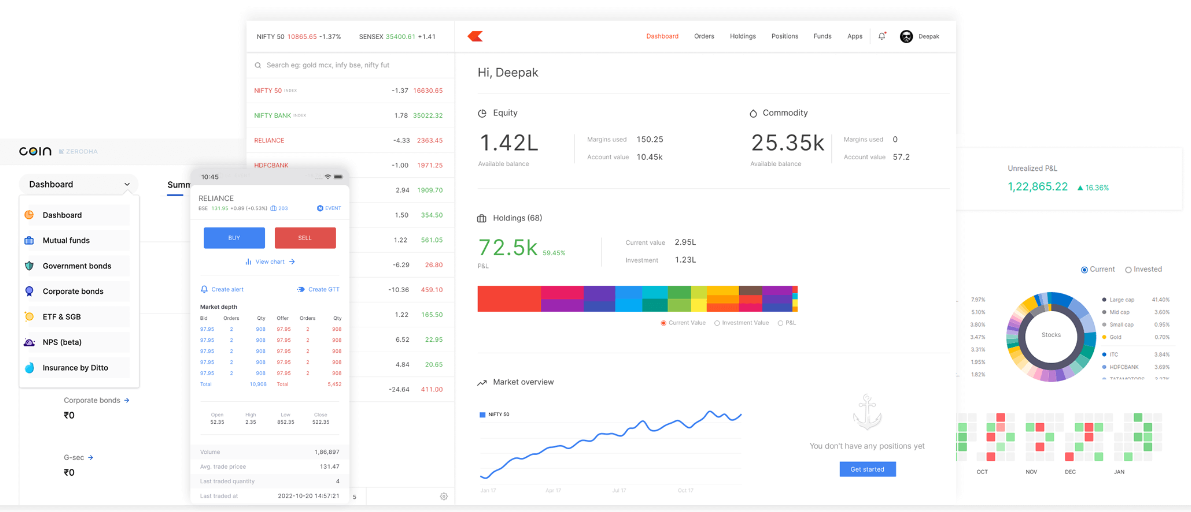 NIFTY 50 10865.65 -1.37% SENSEX 35400.61 +1.41
Dashboard Orders Holdings Positions Funds Apps Deepak
Search eg: gold mcx, infy bse, nifty fut
NIFTY 50 INDEX -1.37 16630.65
NIFTY BANK INDEX 1.78 35022.32
RELIANCE -4.33 2363.45
HDFCBANK -1.00 1971.25
2.94 1909.70
1.50 354.50
1.22 561.05
-6.29 26.80
-10.36 459.10
1.22 165.50
6.52 22.95
4.84 20.65
-24.64 411.00
Hi, Deepak
Equity
1.42L
Available balance
Margins used 150.25
Account value 10.45k
Commodity
25.35k
Available balance
Margins used 0
Account value 57.2
Holdings (68)
72.5k 59.45%
P&L
Current value 2.95L
Investment 1.23L
Current Value Investment Value P&L
Market overview
NIFTY 50
Jan 17 Apr 17 Jul 17 Oct 17
You don't have any positions yet
Get started
COIN ZERODHA
Dashboard
Summ
Dashboard
Mutual funds
Government bonds
Corporate bonds
ETF & SGB
NPS (beta)
Insurance by Ditto
Corporate bonds →
₹0
G-sec →
₹0
10:45
RELIANCE
BSE 131.95 +0.69 (+0.53%) 203 EVENT
BUY SELL
View chart →
Create alert Create GTT
Market depth
Bid Orders Qty Offer Orders Qty
97.95 2 908 97.95 2 908
97.95 2 908 97.95 2 908
97.95 2 908 97.95 2 908
97.95 2 908 97.95 2 908
97.95 2 908 97.95 2 908
Total 10,908 Total 5,453
Open High Low Close
52.35 2.35 852.35 522.35
Volume 1,86,897
Avg. trade prices 131.47
Last traded quantity 4
Last traded at 2022-10-20 14:57:21
Unrealized P&L
1,22,865.22 ▲ 16.36%
Current Invested
7.97%
5.10%
3.80%
3.47%
3.31%
1.95%
1.82%
Stocks
Large cap 41.40%
Mid cap 3.60%
Small cap 0.95%
Gold 0.70%
ITC 3.84%
HDFCBANK 3.69%
OCT NOV DEC JAN